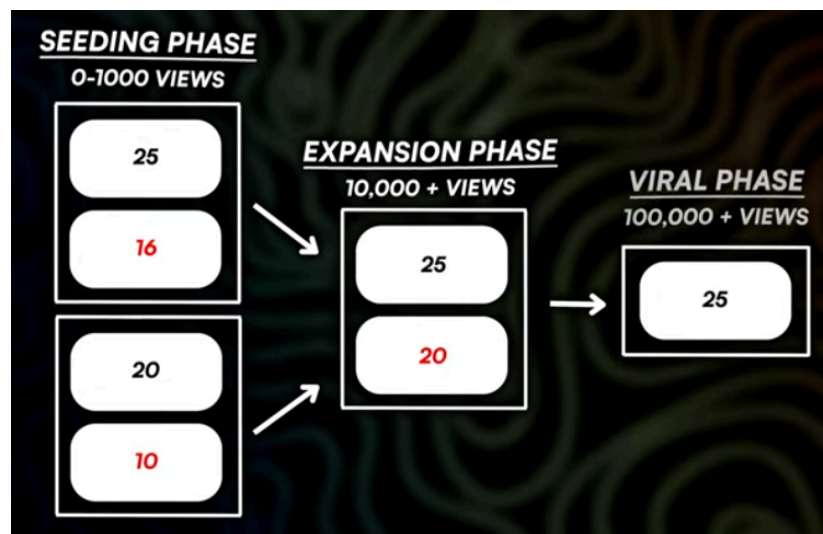 SEEDING PHASE
0-1000 VIEWS
25
16
20
10
EXPANSION PHASE
10,000 + VIEWS
25
20
VIRAL PHASE
100,000 + VIEWS
25